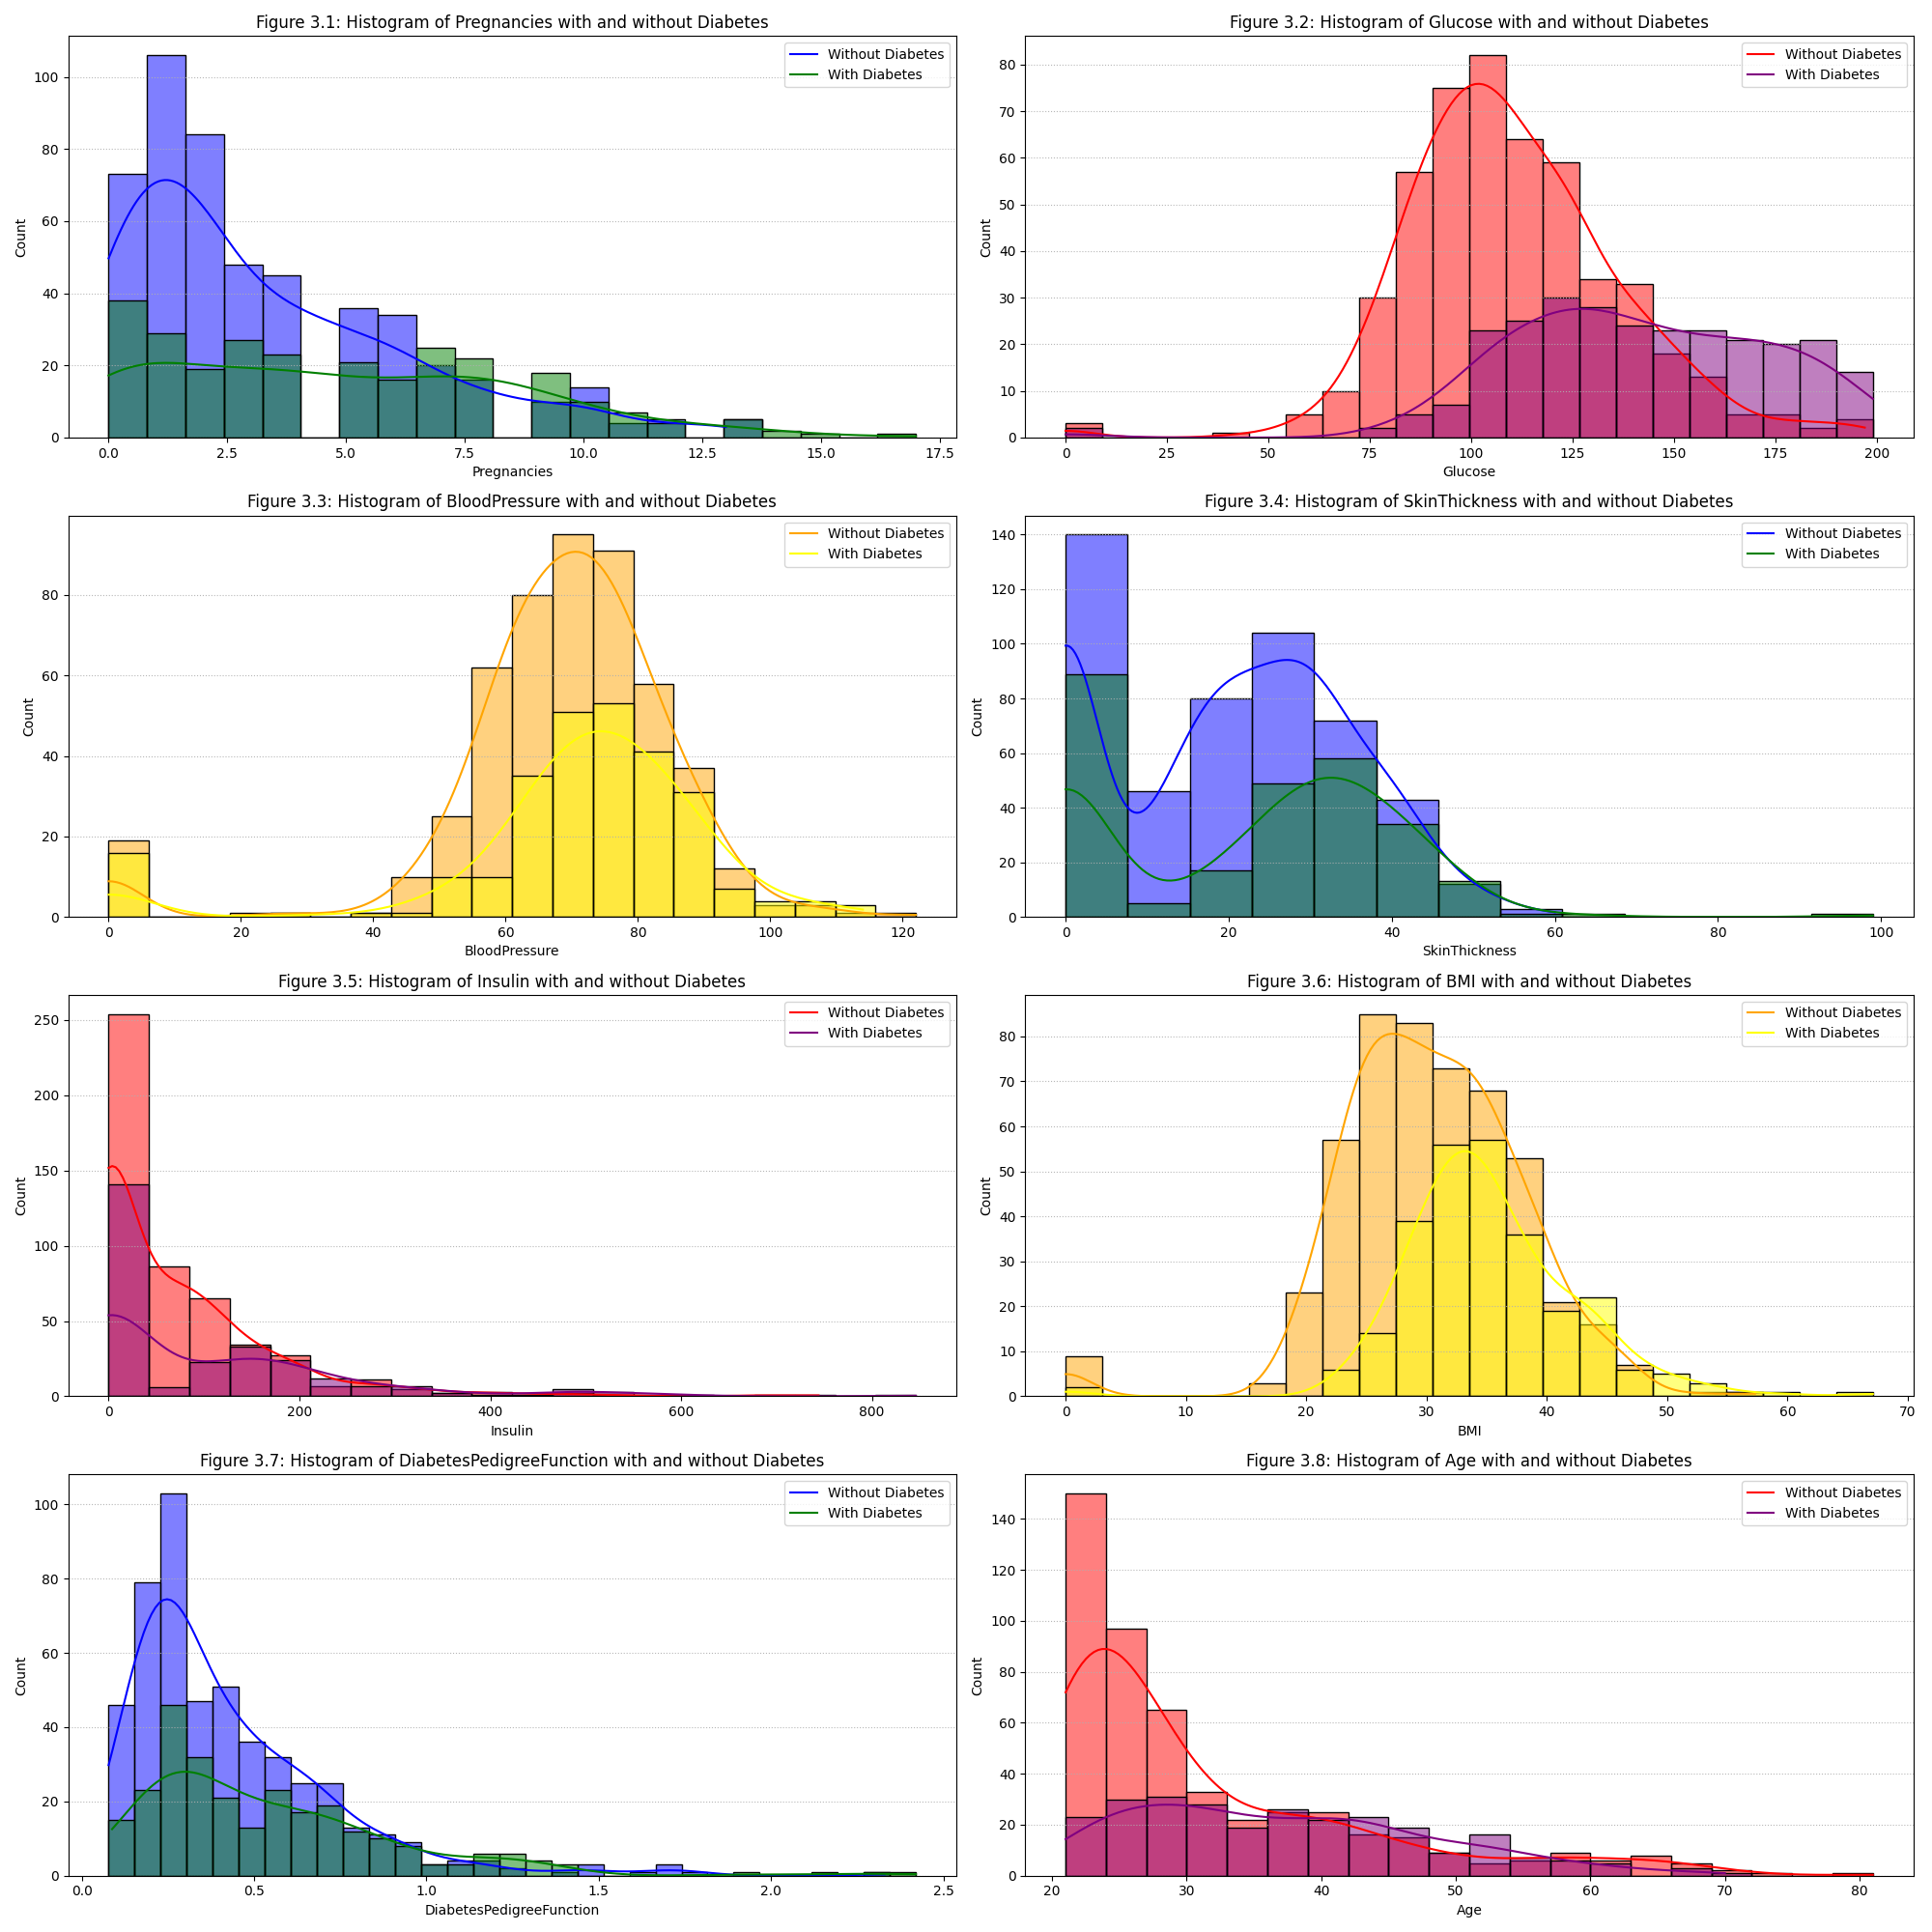 Figure 3.1: Histogram of Pregnancies with and without Diabetes
Without Diabetes
With Diabetes
Count
100
80
60
40
20
0
0.0 2.5 5.0 7.5 10.0 12.5 15.0 17.5
Pregnancies
Figure 3.2: Histogram of Glucose with and without Diabetes
Without Diabetes
With Diabetes
Count
80
70
60
50
40
30
20
10
0
0 25 50 75 100 125 150 175 200
Glucose
Figure 3.3: Histogram of BloodPressure with and without Diabetes
Without Diabetes
With Diabetes
Count
80
60
40
20
0
0 20 40 60 80 100 120
BloodPressure
Figure 3.4: Histogram of SkinThickness with and without Diabetes
Without Diabetes
With Diabetes
Count
140
120
100
80
60
40
20
0
0 20 40 60 80 100
SkinThickness
Figure 3.5: Histogram of Insulin with and without Diabetes
Without Diabetes
With Diabetes
Count
250
200
150
100
50
0
0 200 400 600 800
Insulin
Figure 3.6: Histogram of BMI with and without Diabetes
Without Diabetes
With Diabetes
Count
80
70
60
50
40
30
20
10
0
0 10 20 30 40 50 60 70
BMI
Figure 3.7: Histogram of DiabetesPedigreeFunction with and without Diabetes
Without Diabetes
With Diabetes
Count
100
80
60
40
20
0
0.0 0.5 1.0 1.5 2.0 2.5
DiabetesPedigreeFunction
Figure 3.8: Histogram of Age with and without Diabetes
Without Diabetes
With Diabetes
Count
140
120
100
80
60
40
20
0
20 30 40 50 60 70 80
Age